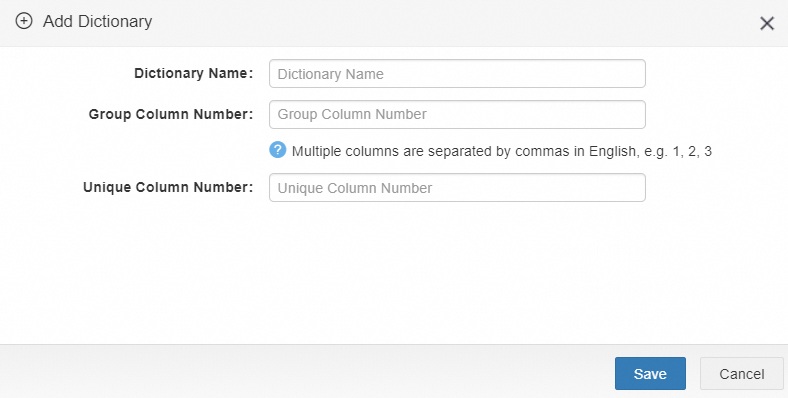 Add Dictionary
Dictionary Name: Dictionary Name
Group Column Number: Group Column Number
? Multiple columns are separated by commas in English, e.g. 1, 2, 3
Unique Column Number: Unique Column Number
Save Cancel